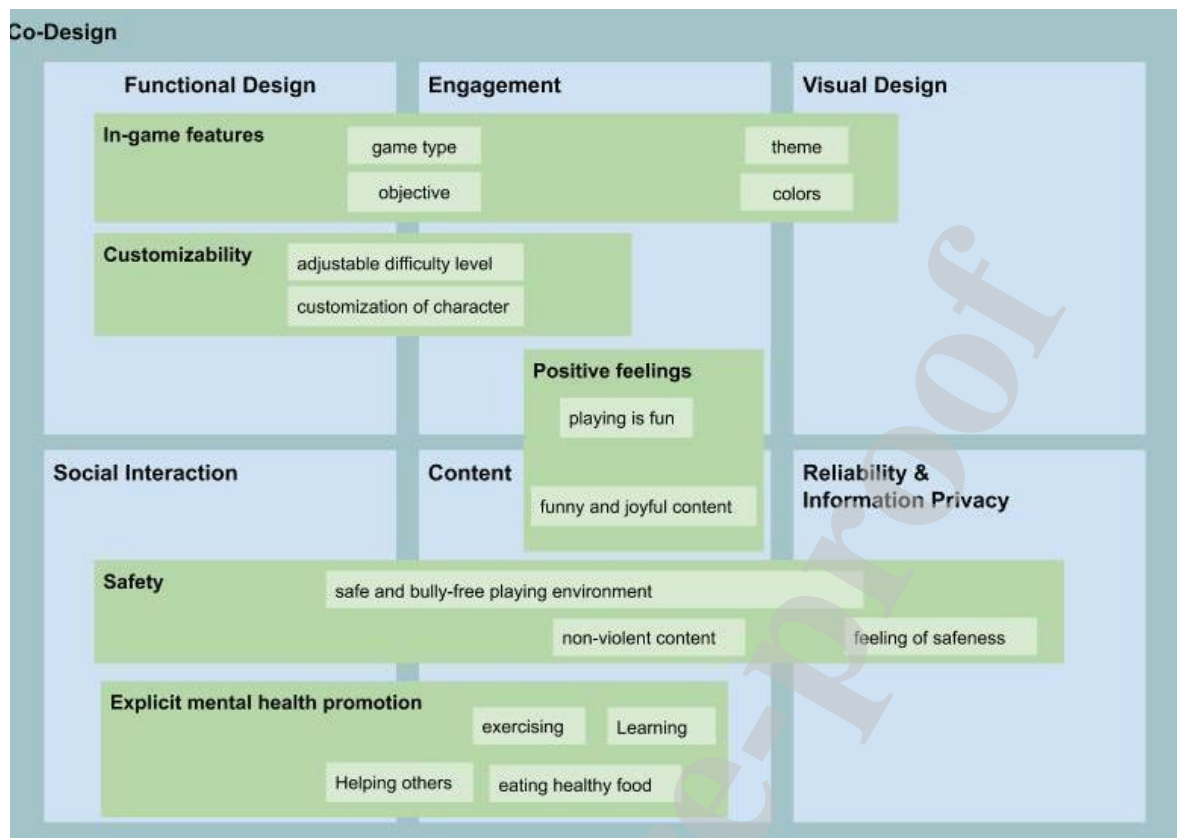 Co-Design
Functional Design
Engagement
Visual Design
In-game features
game type
theme
objective
colors
Customizability
adjustable difficulty level
customization of character
Positive feelings
playing is fun
Social Interaction
Content
Reliability &
Information Privacy
funny and joyful content
Safety
safe and bully-free playing environment
non-violent content
feeling of safeness
Explicit mental health promotion
exercising
Learning
Helping others
eating healthy food
e-proof